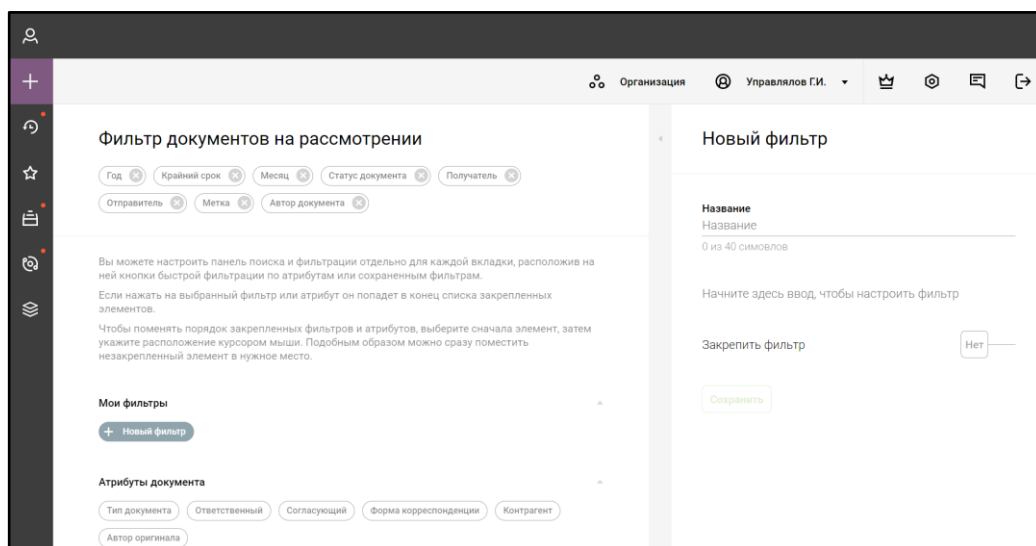 Организация
Управлялов Г.И.
Фильтр документов на рассмотрении
Год
Крайний срок
Месяц
Статус документа
Получатель
Отправитель
Метка
Автор документа
Вы можете настроить панель поиска и фильтрации отдельно для каждой вкладки, расположив на
ней кнопки быстрой фильтрации по атрибутам или сохраненным фильтрам.
Если нажать на выбранный фильтр или атрибут он попадет в конец списка закрепленных
элементов.
Чтобы поменять порядок закрепленных фильтров и атрибутов, выберите сначала элемент, затем
укажите расположение курсором мыши. Подобным образом можно сразу поместить
незакрепленный элемент в нужное место.
Мои фильтры
+ Новый фильтр
Атрибуты документа
Тип документа
Ответственный
Согласующий
Форма корреспонденции
Контрагент
Автор оригинала
Новый фильтр
Название
Название
0 из 40 симовлов
Начните здесь ввод, чтобы настроить фильтр
Закрепить фильтр
Нет
Сохранить